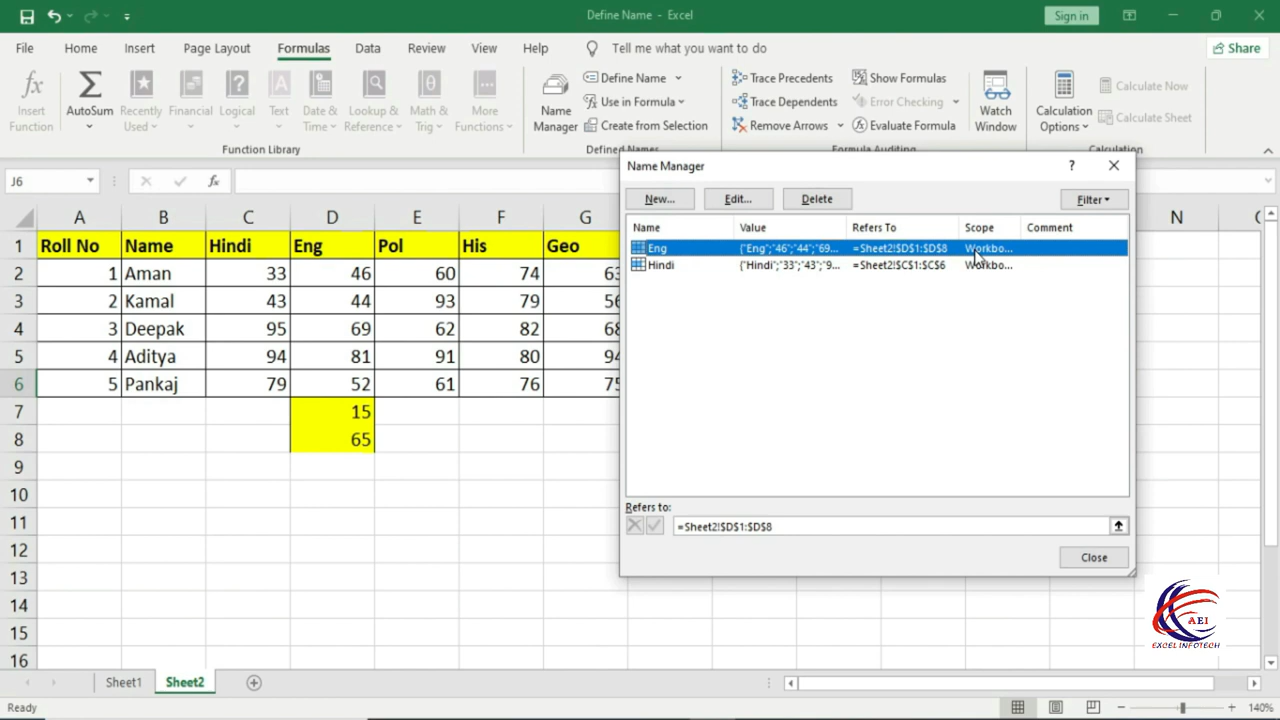 Define Name - Excel
Sign in
File Home Insert Page Layout Formulas Data Review View Help Tell me what you want to do Share
Insert Function
AutoSum
Recently Used
Financial
Logical
Text
Date & Time
Lookup & Reference
Math & Trig
More Functions
Function Library
Name Manager
Define Name
Use in Formula
Create from Selection
Defined Names
Trace Precedents
Trace Dependents
Remove Arrows
Show Formulas
Error Checking
Evaluate Formula
Formula Auditing
Watch Window
Calculation Options
Calculate Now
Calculate Sheet
Calculation
J6 fx
A B C D E F G N
1 Roll No Name Hindi Eng Pol His Geo
2 1 Aman 33 46 60 74 63
3 2 Kamal 43 44 93 79 56
4 3 Deepak 95 69 62 82 68
5 4 Aditya 94 81 91 80 94
6 5 Pankaj 79 52 61 76 75
7 15
8 65
9
10
11
12
13
14
15
16
Name Manager ?
New... Edit... Delete Filter
Name Value Refers To Scope Comment
Eng {"Eng";"46";"44";"69... =Sheet2!$D$1:$D$8 Workbo...
Hindi {"Hindi";"33";"43";"9... =Sheet2!$C$1:$C$6 Workbo...
Refers to:
=Sheet2!$D$1:$D$8
Close
AEI
EXCEL INFOTECH
Sheet1 Sheet2
Ready 140%